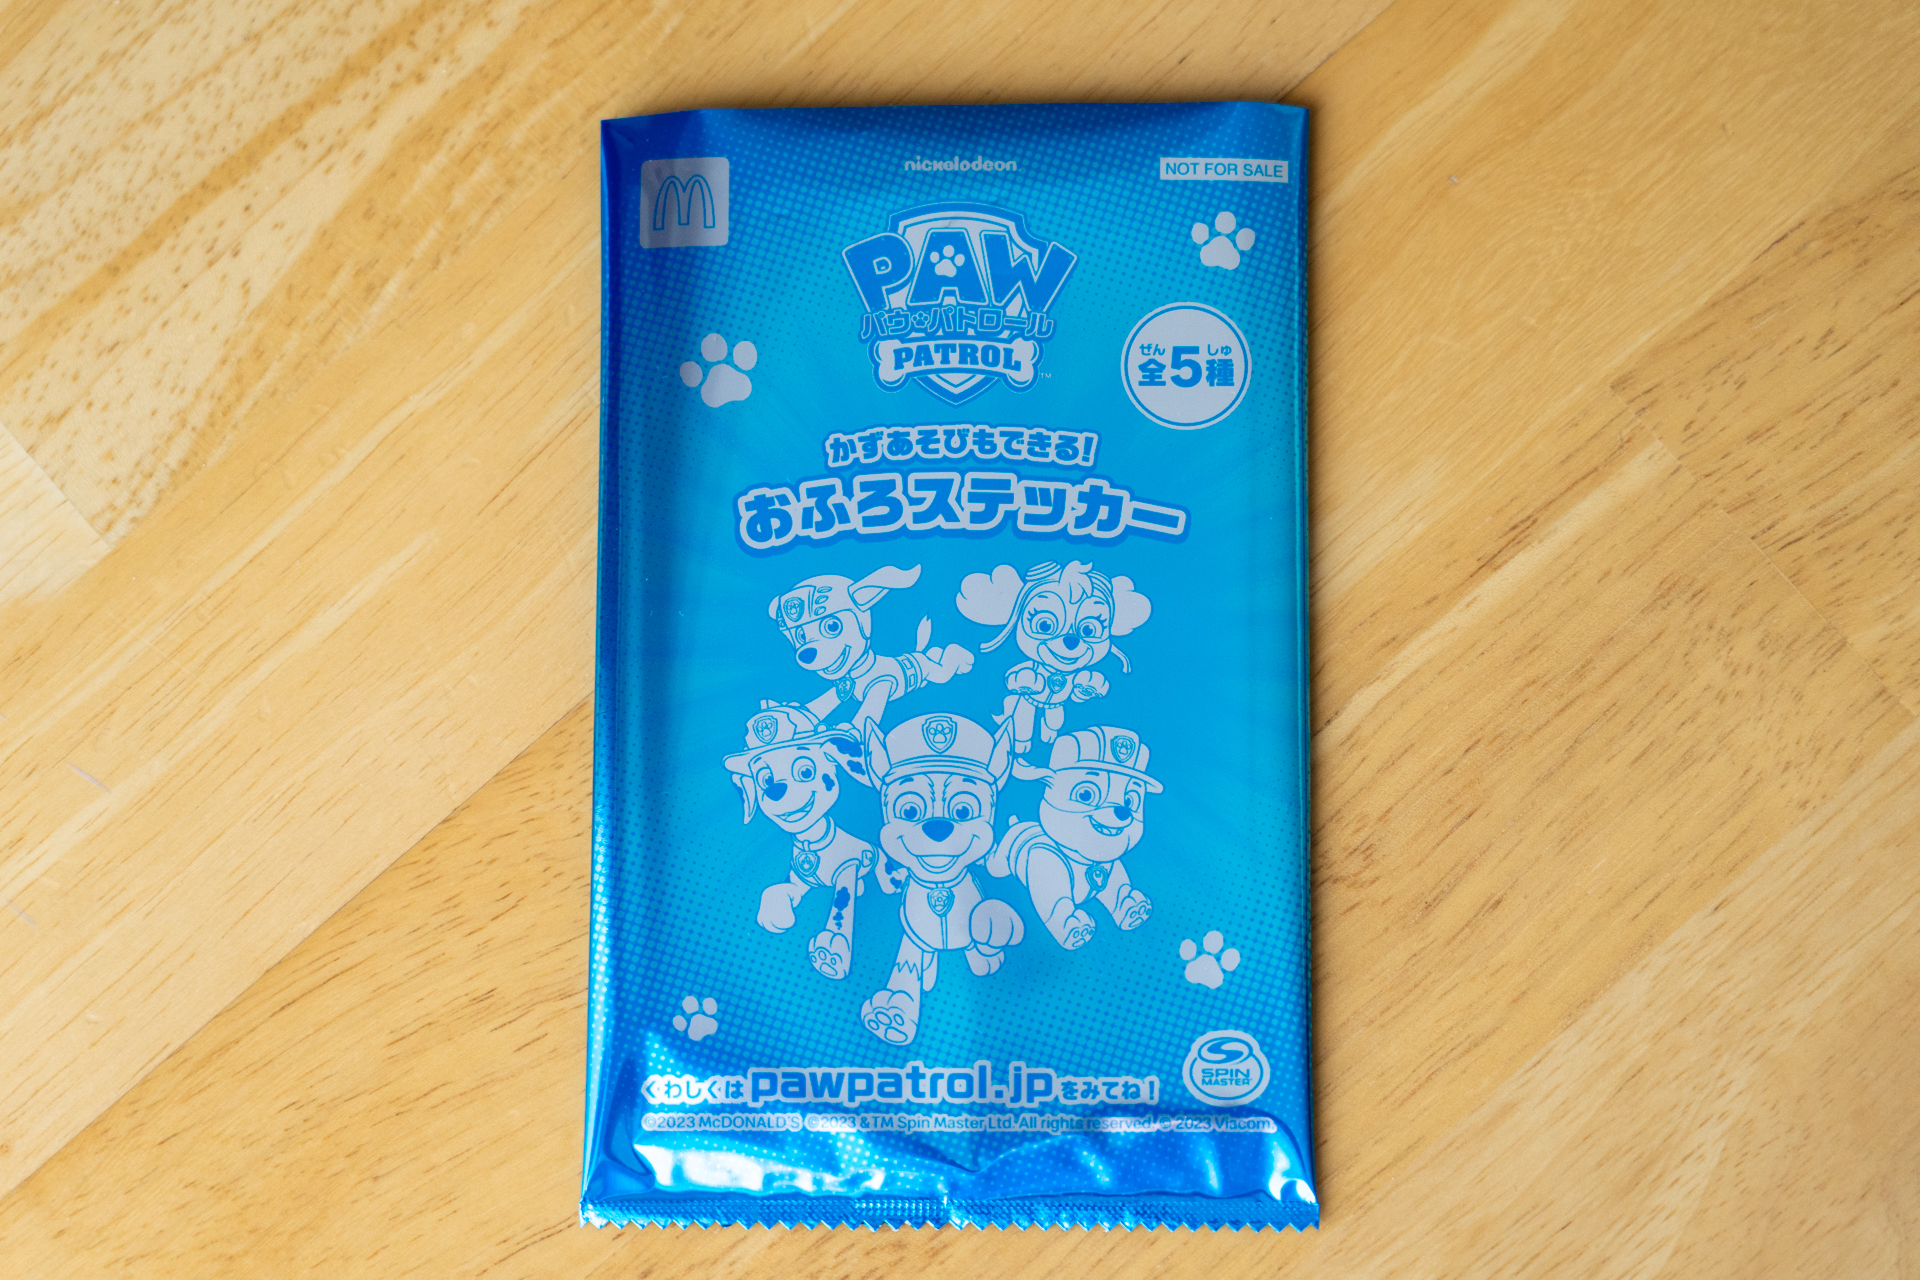 nickelodeon
NOT FOR SALE
PAW
パウ・パトロール
PATROL™
ぜん しゅ
全5種
かずあそびもできる!
おふろステッカー
くわしくは pawpatrol.jp をみてね!
SPIN
MASTER
©2023 McDONALD'S ©2023 &TM Spin Master Ltd. All rights reserved. © 2023 Viacom.